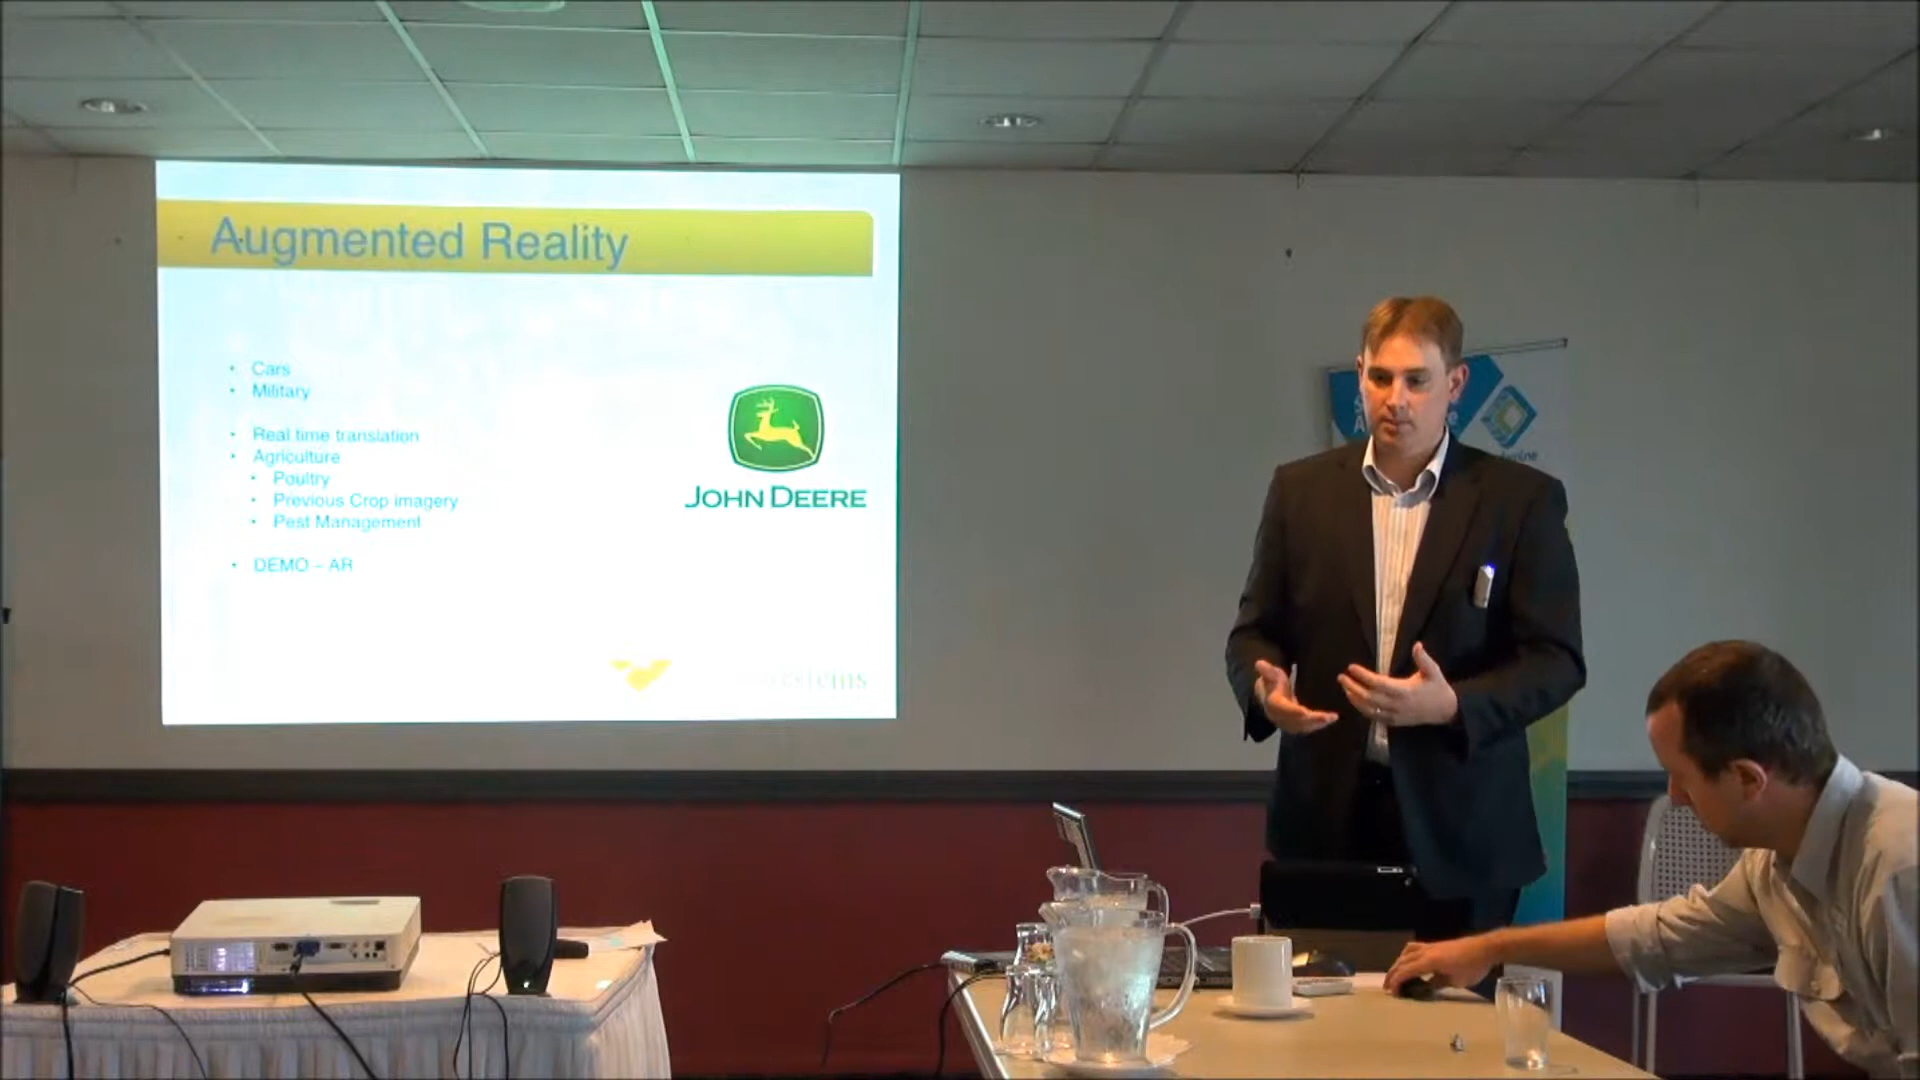 Augmented Reality
• Cars
• Military
• Real time translation
• Agriculture
• Poultry
• Previous Crop imagery
• Pest Management
• DEMO – AR
JOHN DEERE